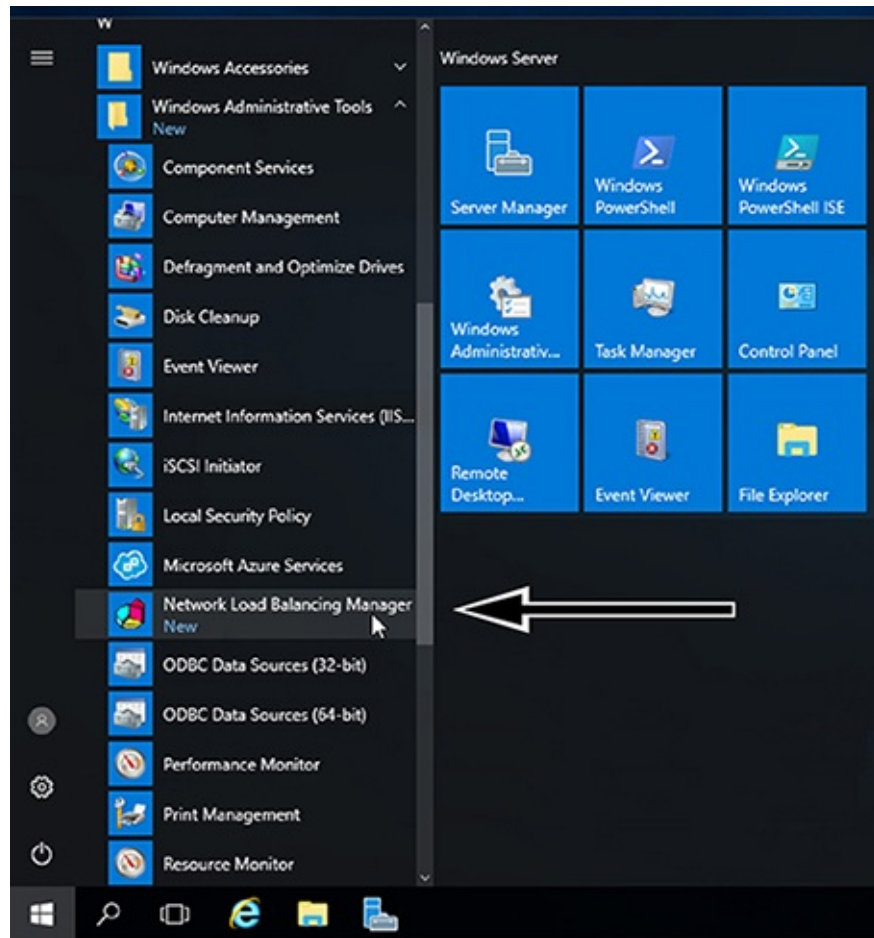 W
Windows Accessories
Windows Administrative Tools
New
Component Services
Computer Management
Defragment and Optimize Drives
Disk Cleanup
Event Viewer
Internet Information Services (IIS...
iSCSI Initiator
Local Security Policy
Microsoft Azure Services
Network Load Balancing Manager
New
ODBC Data Sources (32-bit)
ODBC Data Sources (64-bit)
Performance Monitor
Print Management
Resource Monitor
Windows Server
Server Manager
Windows
PowerShell
Windows
PowerShell ISE
Windows
Administrativ...
Task Manager
Control Panel
Remote
Desktop...
Event Viewer
File Explorer